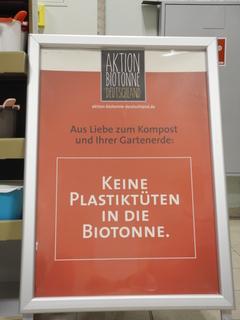 AKTION
BIOTONNE
DEUTSCHLAND
aktion-biotonne-deutschland.de
Aus Liebe zum Kompost
und Ihrer Gartenerde:
KEINE
PLASTIKTÜTEN
IN DIE
BIOTONNE.